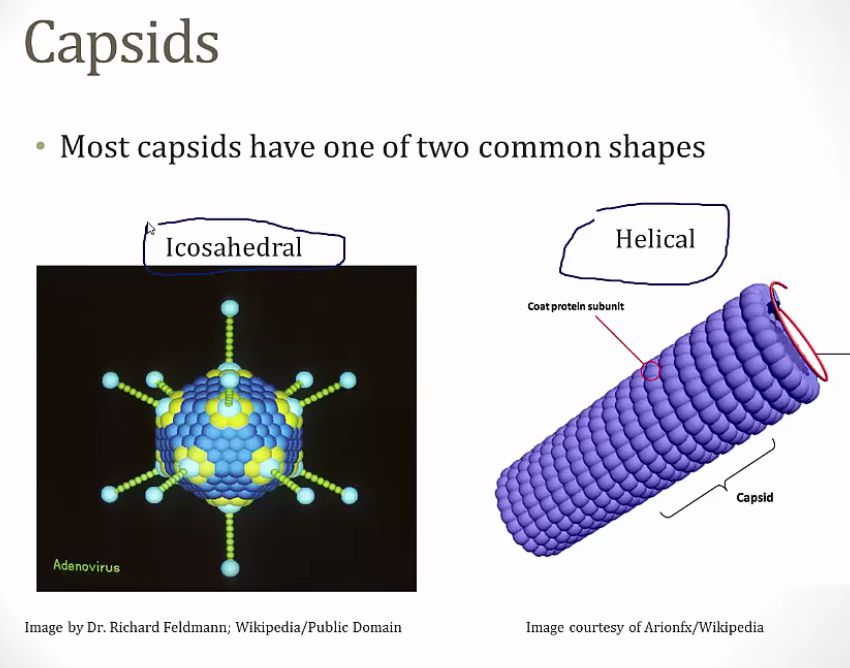 Capsids
• Most capsids have one of two common shapes
Icosahedral
Helical
Coat protein subunit
Capsid
Adenovirus
Image by Dr. Richard Feldmann; Wikipedia/Public Domain
Image courtesy of Arionfx/Wikipedia